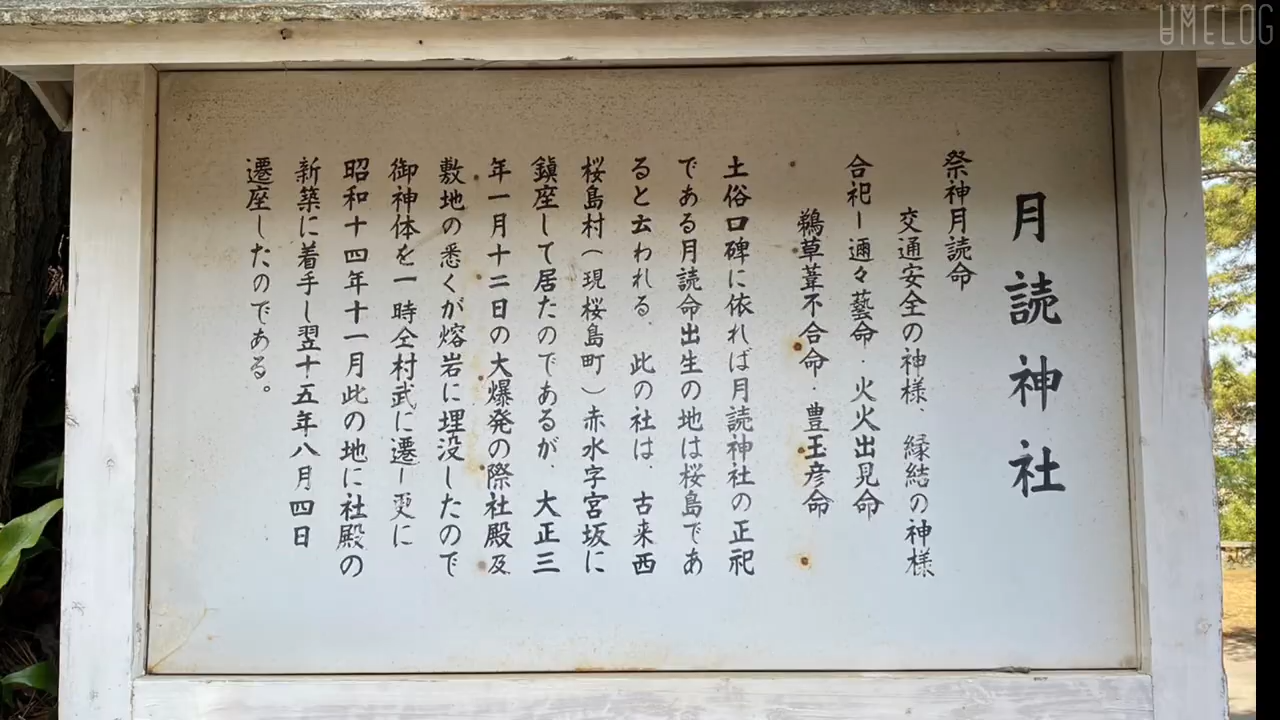 月読神社
祭神月読命
交通安全の神様、縁結の神様
合祀ー邇々藝命・火火出見命
鵜草葺不合命・豊玉彦命
土俗口碑に依れば月読神社の正祀
である月読命出生の地は桜島であ
ると云われる、此の社は、古来西
桜島村(現桜島町)赤水字宮坂に
鎮座して居たのであるが、大正三
年一月十二日の大爆発の際社殿及
敷地の悉くが熔岩に埋没したので
御神体を一時全村武に遷し更に
昭和十四年十一月此の地に社殿の
新築に着手し翌十五年八月四日
遷座したのである。
UMELOG